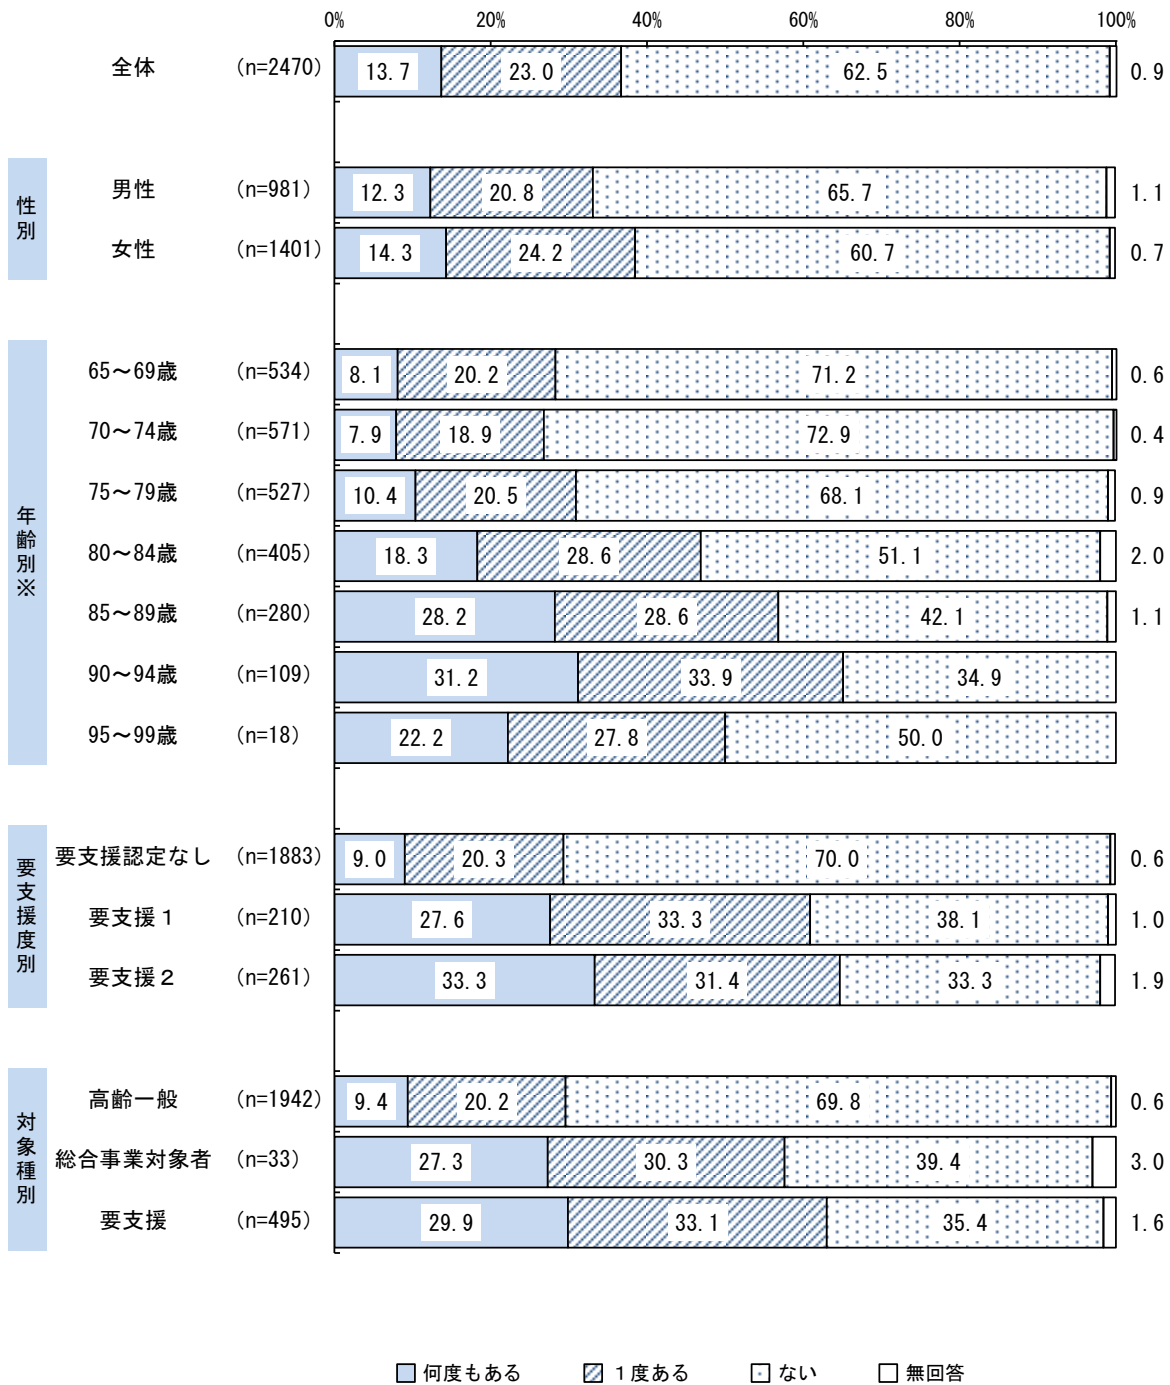 0% 20% 40% 60% 80% 100%
全体 (n=2470) 13.7 23.0 62.5 0.9
性別
男性 (n=981) 12.3 20.8 65.7 1.1
女性 (n=1401) 14.3 24.2 60.7 0.7
年齢別※
65～69歳 (n=534) 8.1 20.2 71.2 0.6
70～74歳 (n=571) 7.9 18.9 72.9 0.4
75～79歳 (n=527) 10.4 20.5 68.1 0.9
80～84歳 (n=405) 18.3 28.6 51.1 2.0
85～89歳 (n=280) 28.2 28.6 42.1 1.1
90～94歳 (n=109) 31.2 33.9 34.9
95～99歳 (n=18) 22.2 27.8 50.0
要支援度別
要支援認定なし (n=1883) 9.0 20.3 70.0 0.6
要支援１ (n=210) 27.6 33.3 38.1 1.0
要支援２ (n=261) 33.3 31.4 33.3 1.9
対象種別
高齢一般 (n=1942) 9.4 20.2 69.8 0.6
総合事業対象者 (n=33) 27.3 30.3 39.4 3.0
要支援 (n=495) 29.9 33.1 35.4 1.6
何度もある １度ある ない 無回答